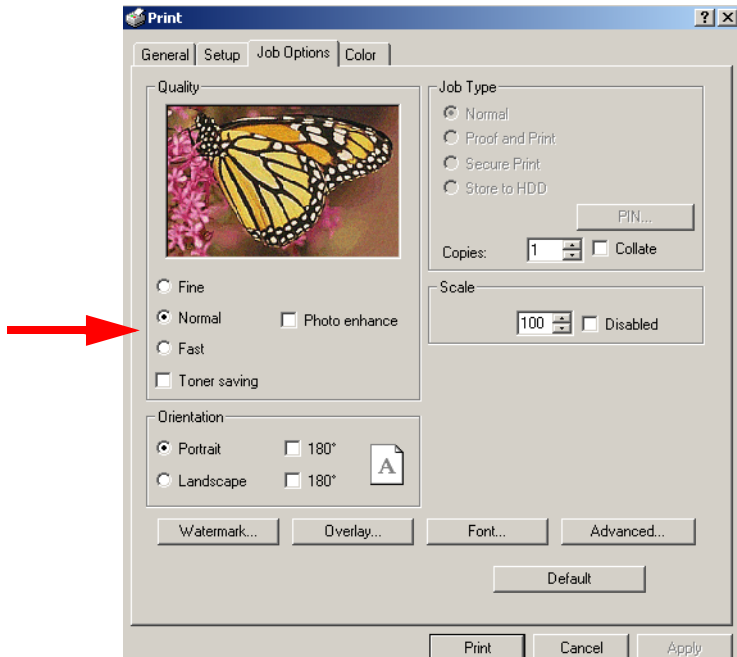 Print
General Setup Job Options Color
Quality
Fine
Normal Photo enhance
Fast
Toner saving
Orientation
Portrait 180°
Landscape 180°
A
Job Type
Normal
Proof and Print
Secure Print
Store to HDD
PIN...
Copies: 1 Collate
Scale
100 Disabled
Watermark... Overlay... Font... Advanced...
Default
Print Cancel Apply